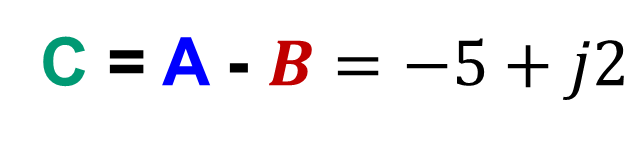 C = A - B = −5 + j2